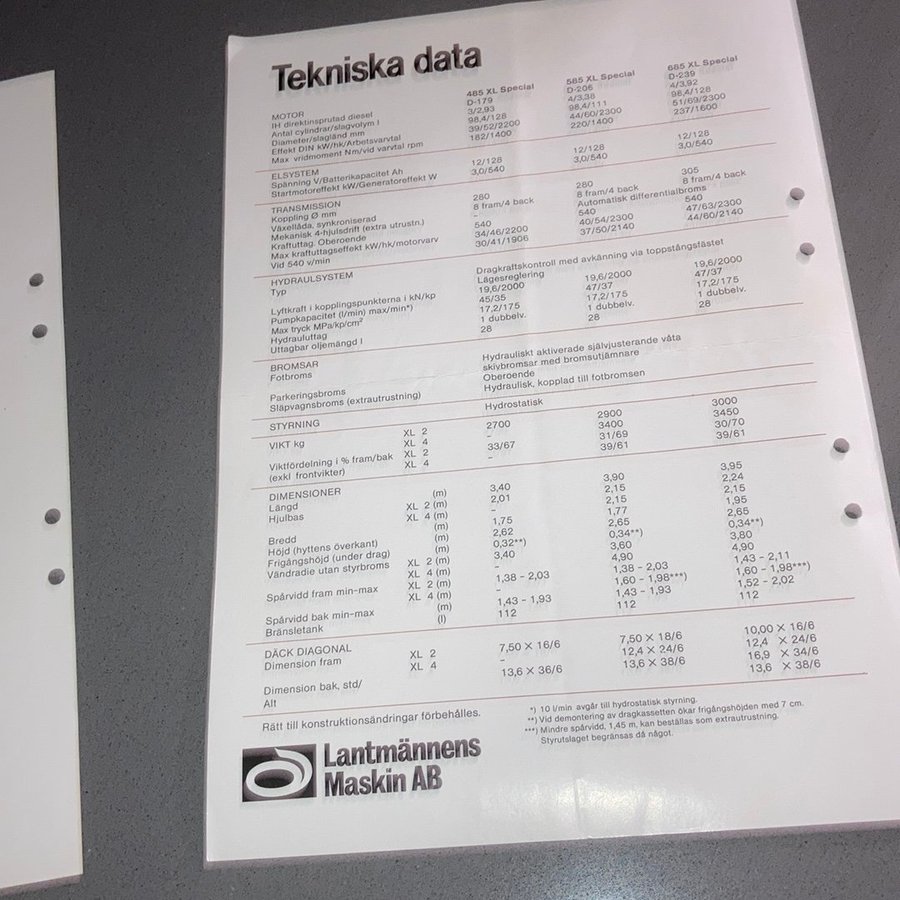 Tekniska data
485 XL Special 585 XL Special 685 XL Special
MOTOR D-179 D-206 D-239
IH direktinsprutad diesel
Antal cylindrar/slagvolym l 3/2,93 4/3,38 4/3,92
Diameter/slagländ mm 98,4/128 98,4/111 98,4/128
Effekt DIN kW/hk/Arbetsvarvtal 39/52/2200 44/60/2300 51/69/2300
Max vridmoment Nm/vid varvtal rpm 182/1400 220/1400 237/1600
ELSYSTEM
Spänning V/Batterikapacitet Ah 12/128 12/128 12/128
Startmotoreffekt kW/Generatoreffekt W 3,0/540 3,0/540 3,0/540
TRANSMISSION
Koppling Ø mm 280 280 305
Växellåda, synkroniserad 8 fram/4 back 8 fram/4 back 8 fram/4 back
Mekanisk 4-hjulsdrift (extra utrustn.) – Automatisk differentialbroms
Kraftuttag. Oberoende 540 540 540
Max kraftuttagseffekt kW/hk/motorvarv 34/46/2200 40/54/2300 47/63/2300
Vid 540 v/min 30/41/1906 37/50/2140 44/60/2140
HYDRAULSYSTEM
Typ Dragkraftskontroll med avkänning via toppstångsfästet
Lägesreglering
Lyftkraft i kopplingspunkterna i kN/kp 19,6/2000 19,6/2000 19,6/2000
Pumpkapacitet (l/min) max/min*) 45/35 47/37 47/37
Max tryck MPa/kp/cm² 17,2/175 17,2/175 17,2/175
Hydrauluttag 1 dubbelv. 1 dubbelv. 1 dubbelv.
Uttagbar oljemängd l 28 28 28
BROMSAR
Fotbroms Hydrauliskt aktiverade självjusterande våta
skivbromsar med bromsutjämnare
Parkeringsbroms Oberoende
Släpvagnsbroms (extrautrustning) Hydraulisk, kopplad till fotbromsen
STYRNING Hydrostatisk
VIKT kg XL 2 2700 2900 3000
XL 4 – 3400 3450
Viktfördelning i % fram/bak XL 2 33/67 31/69 30/70
(exkl frontvikter) XL 4 – 39/61 39/61
DIMENSIONER
Längd (m) 3,40 3,90 3,95
Hjulbas XL 2 (m) 2,01 2,15 2,24
XL 4 (m) – 2,15 2,15
Bredd (m) 1,75 1,77 1,95
Höjd (hyttens överkant) (m) 2,62 2,65 2,65
Frigångshöjd (under drag) (m) 0,32**) 0,34**) 0,34**)
Vändradie utan styrbroms XL 2 (m) 3,40 3,60 3,80
XL 4 (m) – 4,90 4,90
Spårvidd fram min-max XL 2 (m) 1,38 – 2,03 1,38 – 2,03 1,43 – 2,11
XL 4 (m) – 1,60 – 1,98***) 1,60 – 1,98***)
Spårvidd bak min-max (m) 1,43 – 1,93 1,43 – 1,93 1,52 – 2,02
Bränsletank (l) 112 112 112
DÄCK DIAGONAL
Dimension fram XL 2 7,50 X 16/6 7,50 X 18/6 10,00 X 16/6
XL 4 – 12,4 X 24/6 12,4 X 24/6
Dimension bak, std/ 13,6 X 36/6 13,6 X 38/6 16,9 X 34/6
Alt 13,6 X 38/6
Rätt till konstruktionsändringar förbehålles.
*) 10 l/min avgår till hydrostatisk styrning.
**) Vid demontering av dragkassetten ökar frigångshöjden med 7 cm.
***) Mindre spårvidd, 1,45 m, kan beställas som extrautrustning.
Styrutslaget begränsas då något.
Lantmännens
Maskin AB